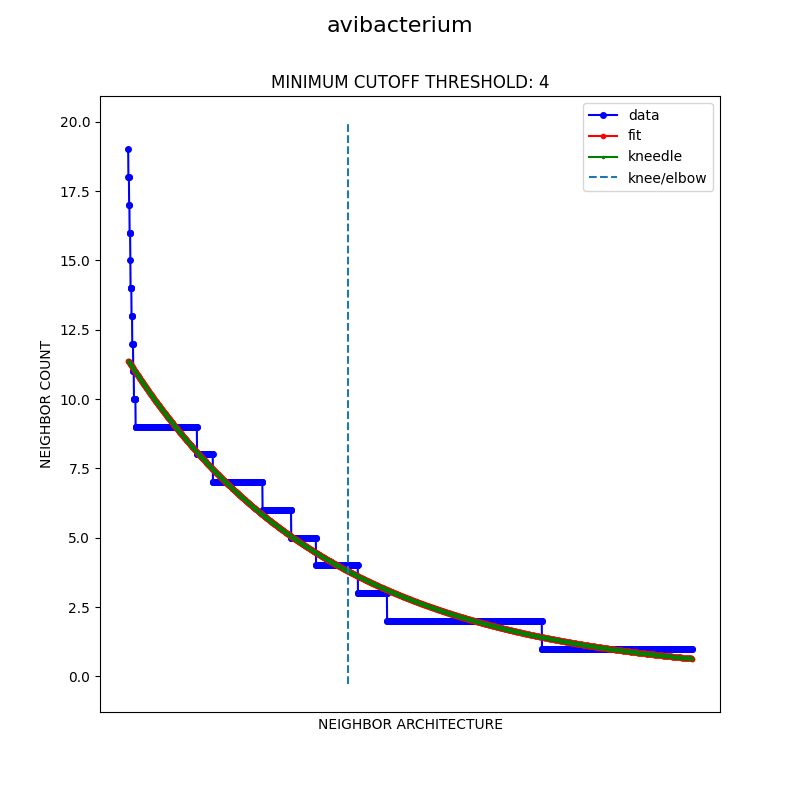 avibacterium
MINIMUM CUTOFF THRESHOLD: 4
data
fit
kneedle
knee/elbow
20.0
17.5
15.0
12.5
10.0
7.5
5.0
2.5
0.0
NEIGHBOR COUNT
NEIGHBOR ARCHITECTURE